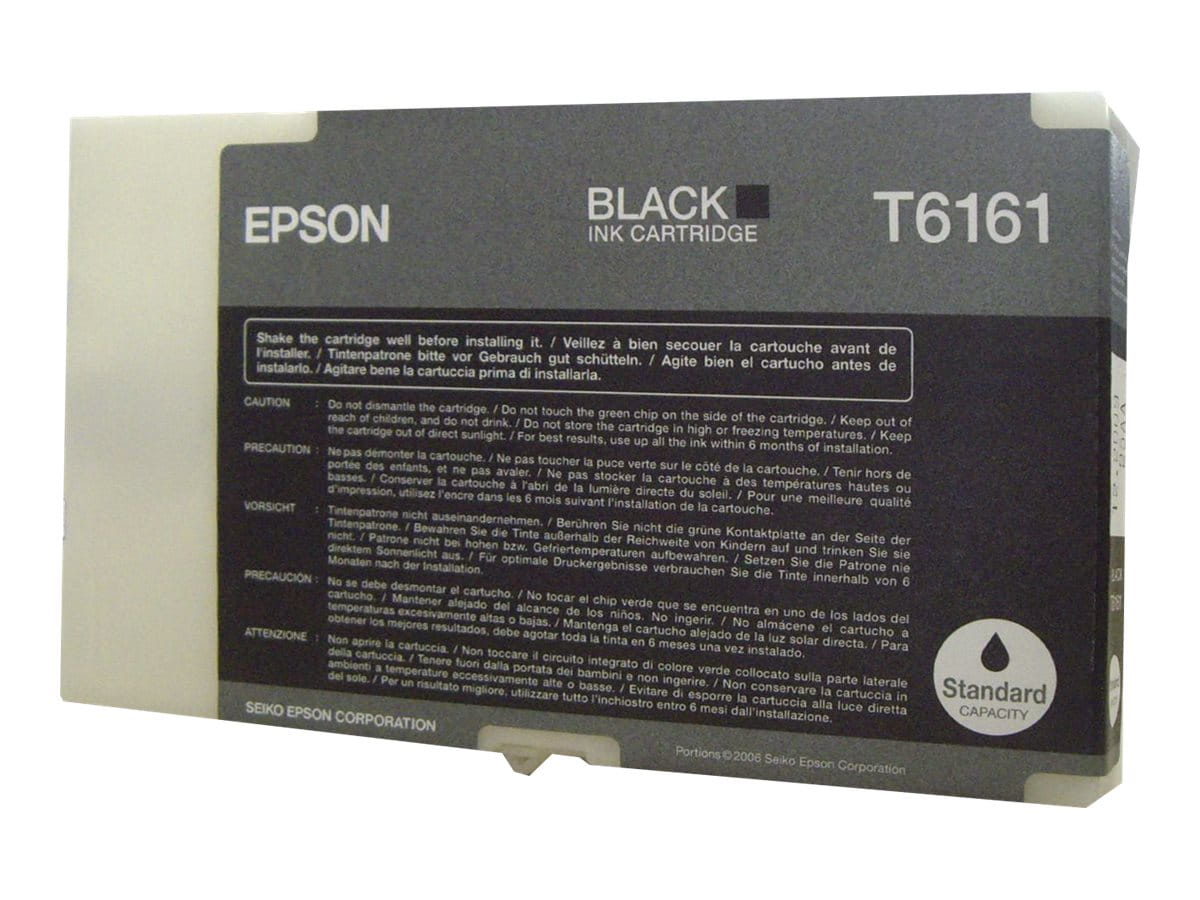 EPSON
BLACK
INK CARTRIDGE
T6161
Shake the cartridge well before installing it. / Veillez à bien secouer la cartouche avant de
l'installer. / Tintenpatrone bitte vor Gebrauch gut schütteln. / Agite bien el cartucho antes de
instalarlo. / Agitare bene la cartuccia prima di installarla.
CAUTION : Do not dismantle the cartridge. / Do not touch the green chip on the side of the cartridge. / Keep out of
reach of children, and do not drink. / Do not store the cartridge in high or freezing temperatures. / Keep
the cartridge out of direct sunlight. / For best results, use up all the ink within 6 months of installation.
PRECAUTION : Ne pas démonter la cartouche. / Ne pas toucher la puce verte sur le côté de la cartouche. / Tenir hors de
portée des enfants, et ne pas avaler. / Ne pas stocker la cartouche à des températures hautes ou
basses. / Conserver la cartouche à l'abri de la lumière directe du soleil. / Pour une meilleure qualité
d'impression, utilisez l'encre dans les 6 mois suivant l'installation de la cartouche.
VORSICHT : Tintenpatrone nicht auseinandernehmen. / Berühren Sie nicht die grüne Kontaktplatte an der Seite der
Tintenpatrone. / Bewahren Sie die Tinte außerhalb der Reichweite von Kindern auf und trinken Sie sie
nicht. / Patrone nicht bei hohen bzw. Gefriertemperaturen aufbewahren. / Setzen Sie die Patrone nie
direktem Sonnenlicht aus. / Für optimale Druckergebnisse verbrauchen Sie die Tinte innerhalb von 6
Monaten nach der Installation.
PRECAUCIÓN : No se debe desmontar el cartucho. / No tocar el chip verde que se encuentra en uno de los lados del
cartucho. / Mantener alejado del alcance de los niños. No ingerir. / No almácene el cartucho a
temperaturas excesivamente altas o bajas. / Mantenga el cartucho alejado de la luz solar directa. / Para
obtener los mejores resultados, debe agotar toda la tinta en 6 meses una vez instalado.
ATTENZIONE : Non aprire la cartuccia. / Non toccare il circuito integrato di colore verde collocato sulla parte laterale
della cartuccia. / Tenere fuori dalla portata dei bambini e non ingerire. / Non conservare la cartuccia in
ambienti a temperature eccessivamente alte o basse. / Evitare di esporre la cartuccia alla luce diretta
del sole. / Per un risultato migliore, utilizzare tutto l'inchiostro entro 6 mesi dall'installazione.
Standard
CAPACITY
SEIKO EPSON CORPORATION
Portions©2006 Seiko Epson Corporation
BLACK
T6161